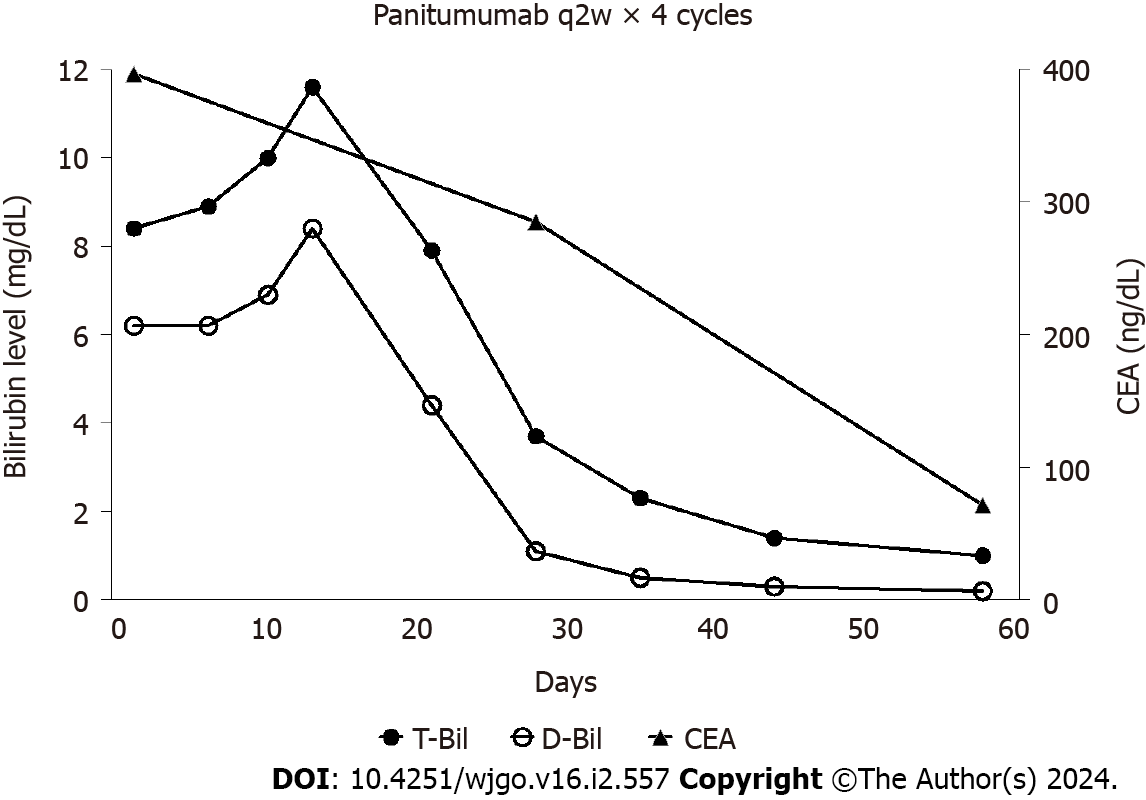 Panitumumab q2w × 4 cycles
12
10
8
6
4
2
0
Bilirubin level (mg/dL)
400
300
200
100
0
CEA (ng/dL)
0 10 20 30 40 50 60
Days
T-Bil D-Bil CEA
DOI: 10.4251/wjgo.v16.i2.557 Copyright ©The Author(s) 2024.